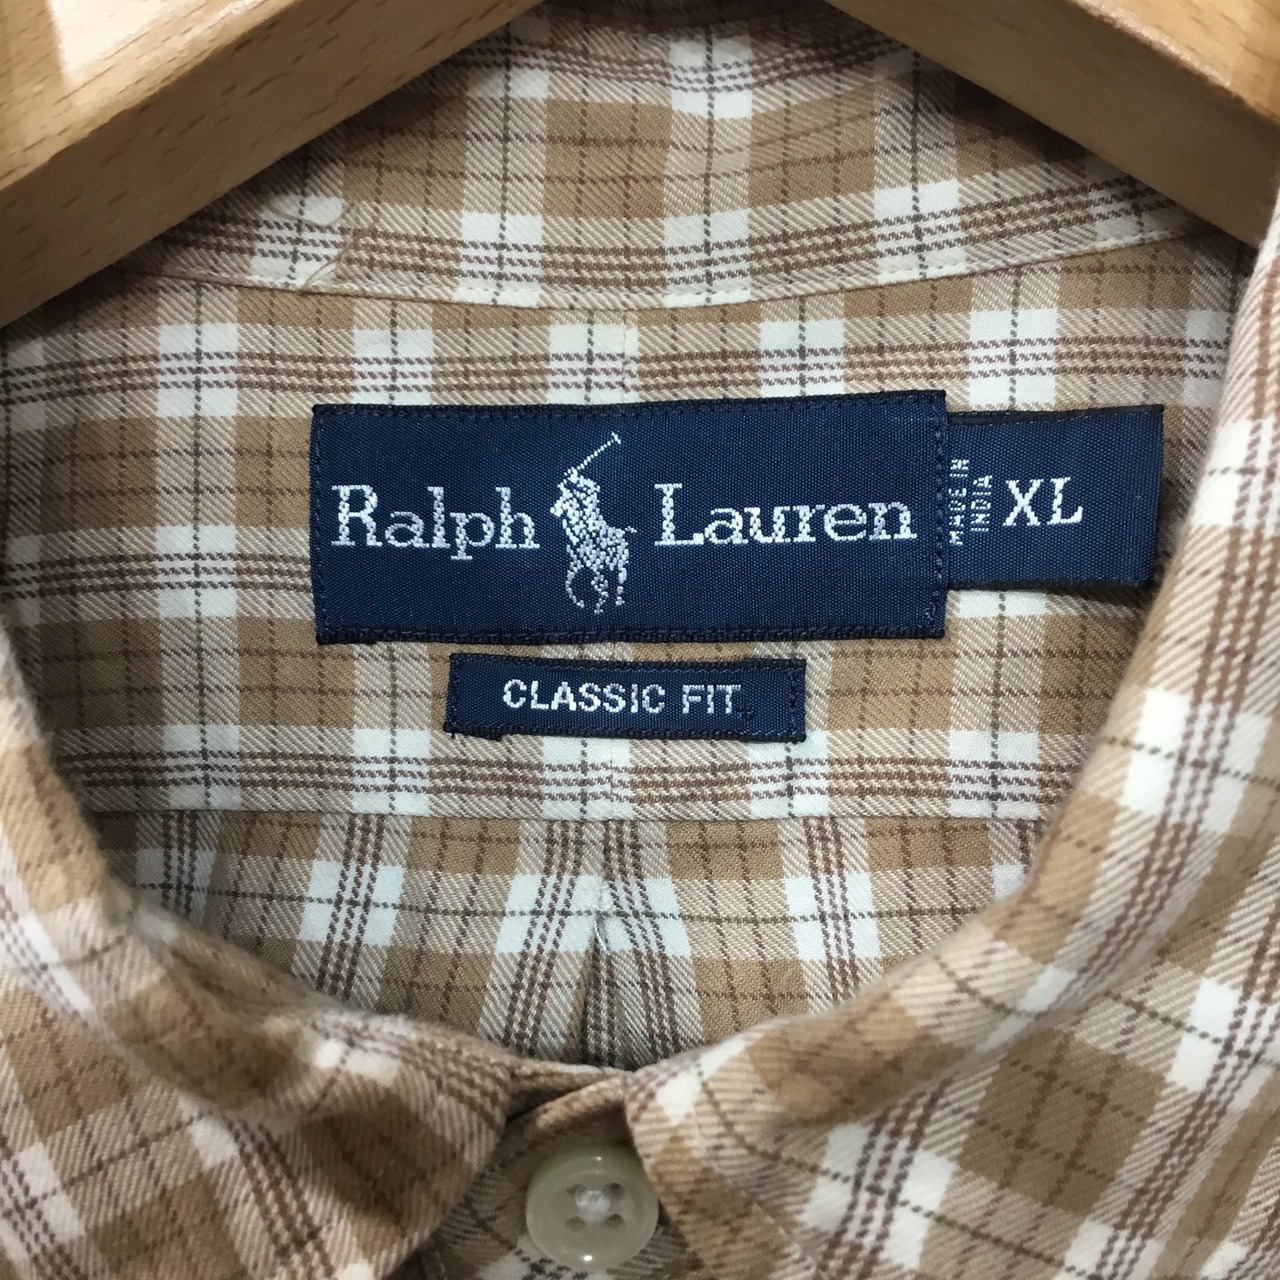 Ralph Lauren
MADE IN
INDIA
XL
CLASSIC FIT